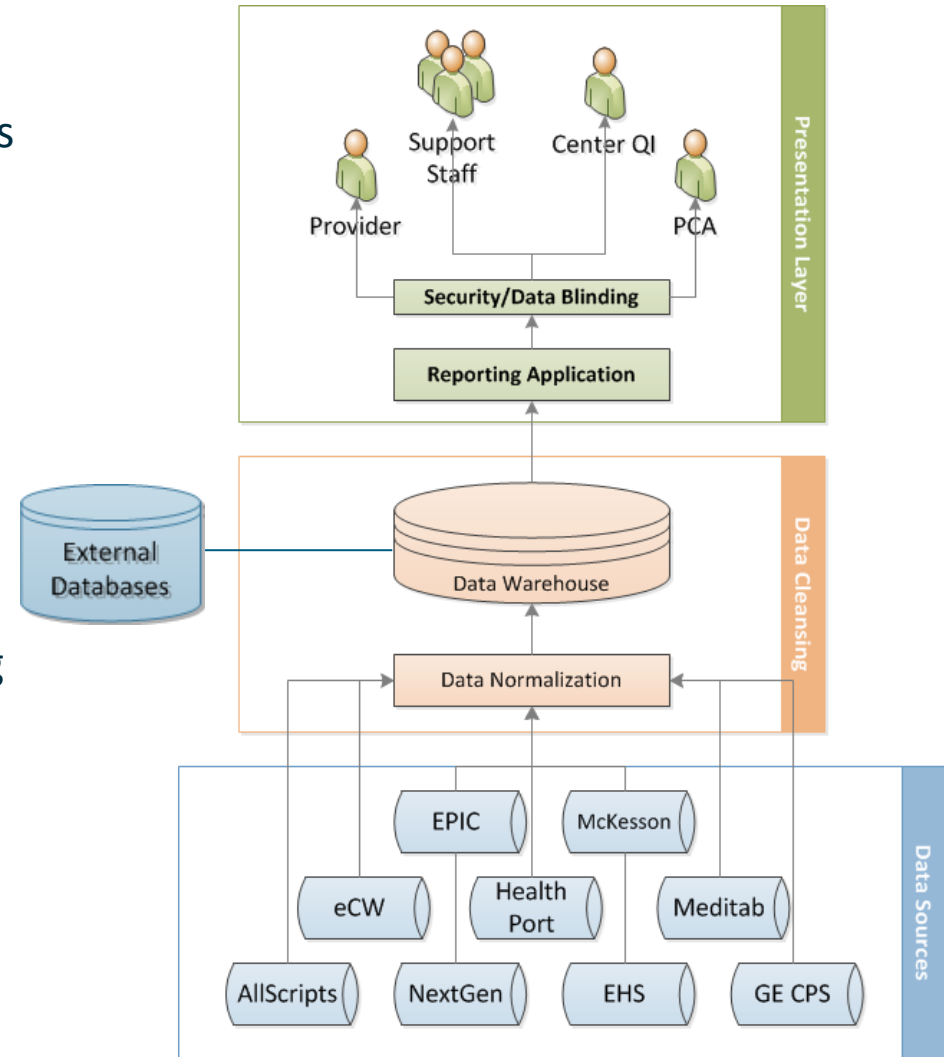 s
Support
Staff
Center QI
Provider
PCA
Security/Data Blinding
Reporting Application
Presentation Layer
External
Databases
Data Warehouse
Data Normalization
Data Cleansing
g
EPIC
McKesson
eCW
Health
Port
Meditab
AllScripts
NextGen
EHS
GE CPS
Data Sources